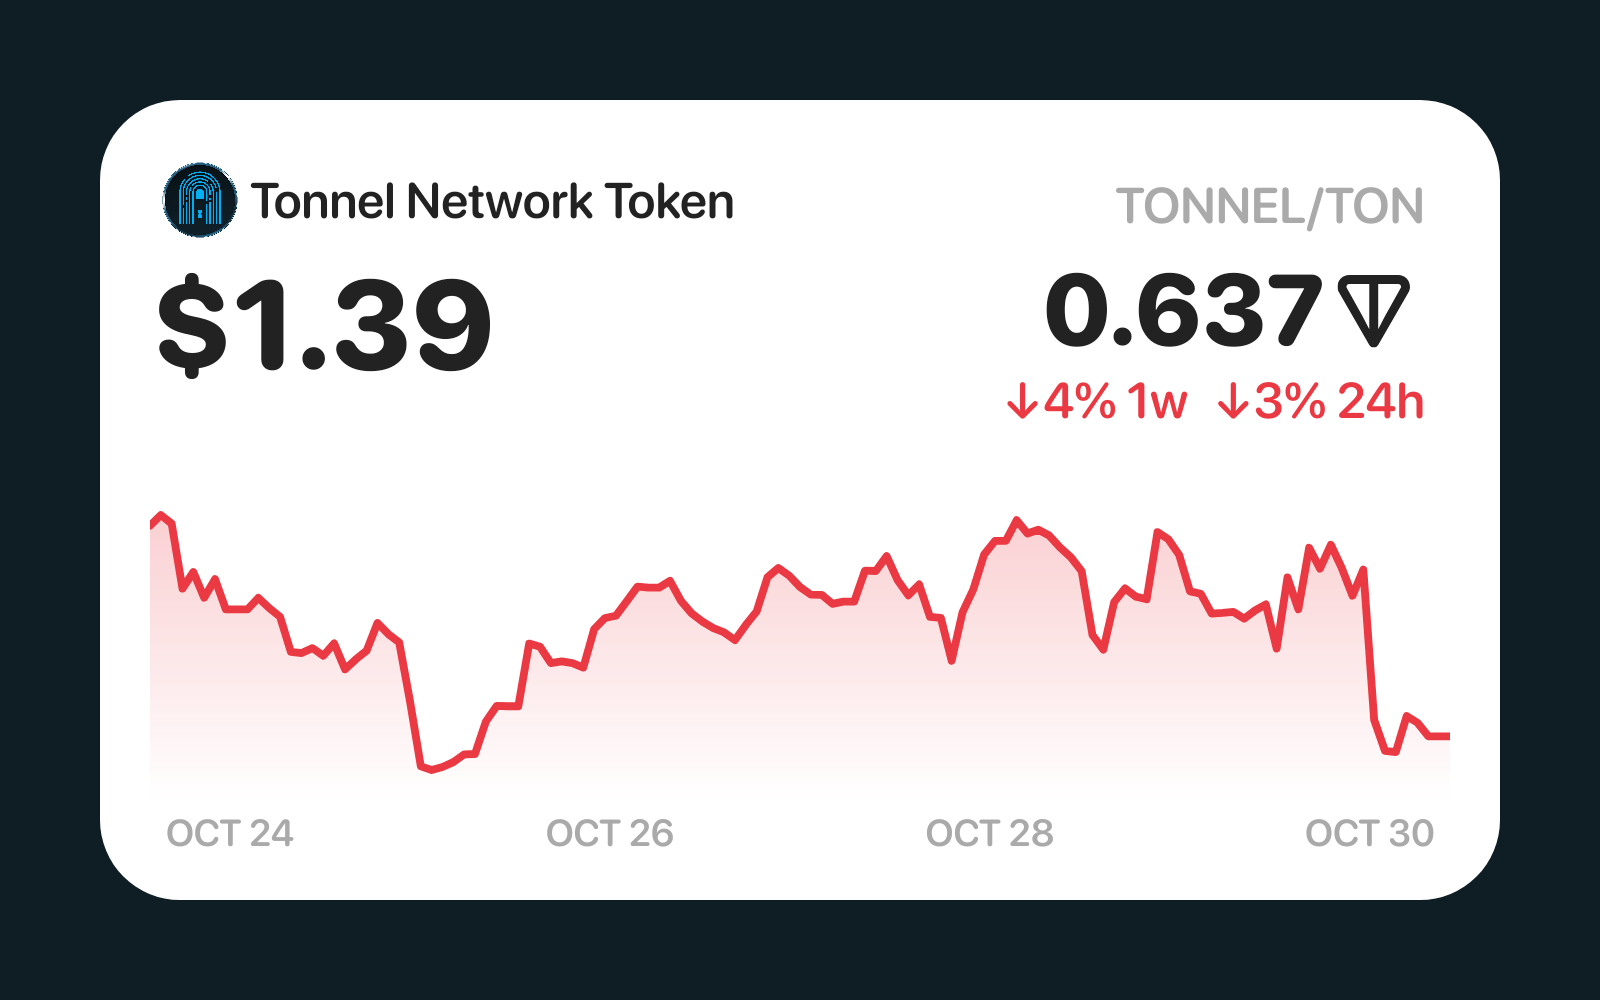 Tonnel Network Token
TONNEL/TON
$1.39
0.637
↓4% 1w ↓3% 24h
OCT 24 OCT 26 OCT 28 OCT 30